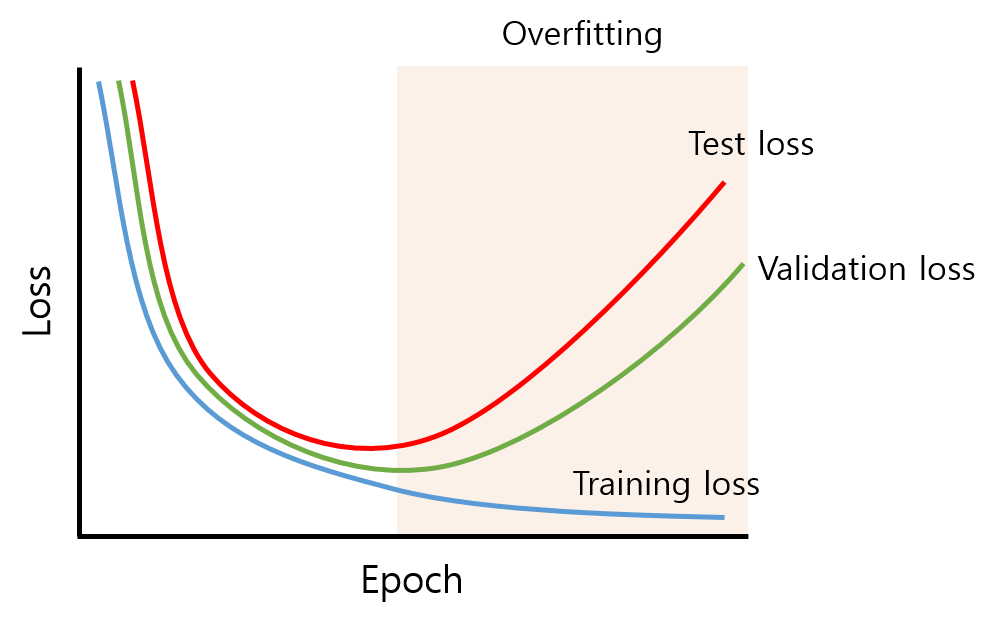 Overfitting
Test loss
Validation loss
Loss
Training loss
Epoch